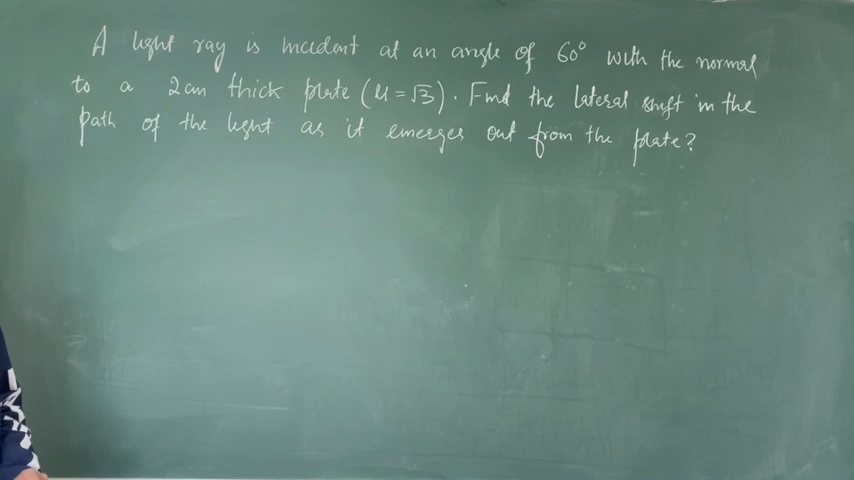 A light ray is incident at an angle of 60° with the normal
to a 2cm thick plate (μ = √3). Find the lateral shift in the
path of the light as it emerges out from the plate?